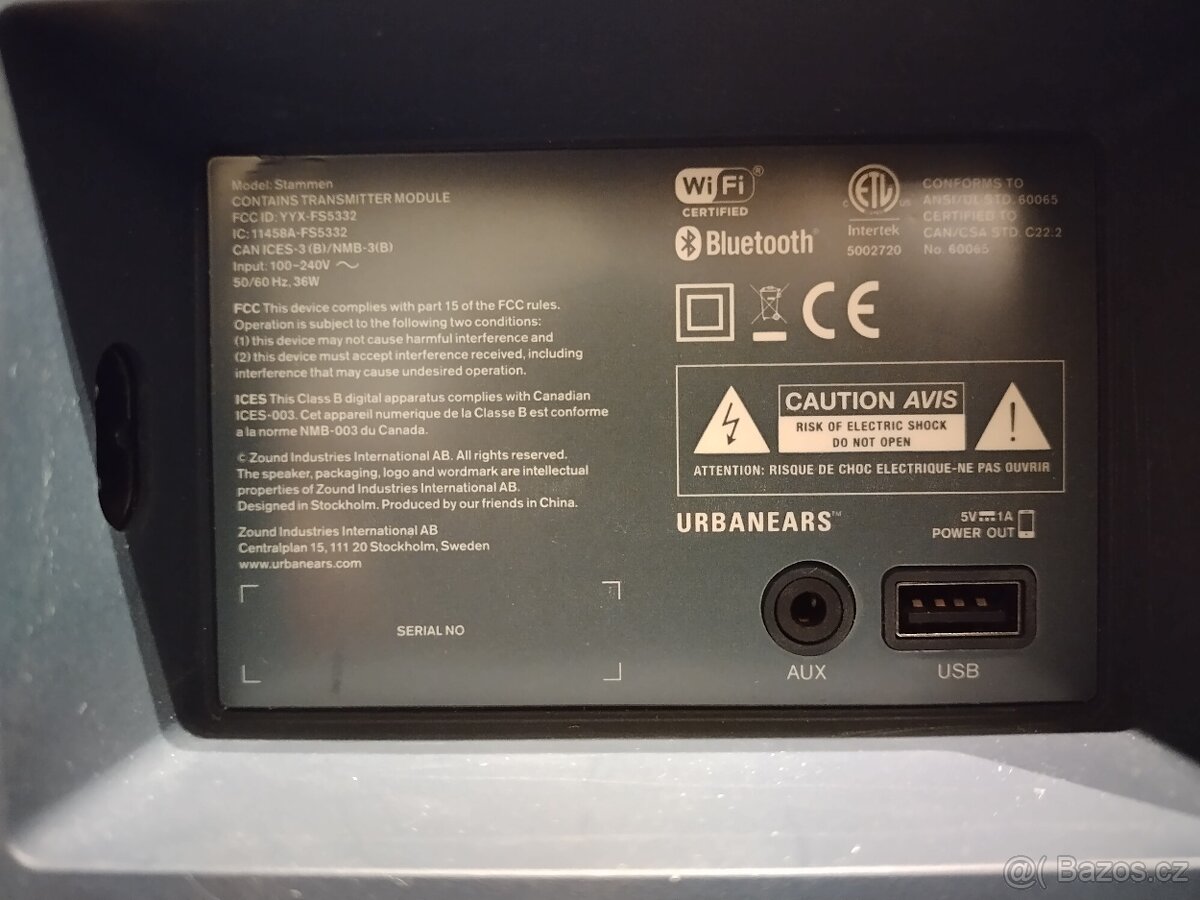 Model: Stammen
CONTAINS TRANSMITTER MODULE
FCC ID: YYX-FS5332
IC: 11458A-FS5332
CAN ICES-3 (B)/NMB-3(B)
Input: 100-240V ~
50/60 Hz, 36W
FCC This device complies with part 15 of the FCC rules.
Operation is subject to the following two conditions:
(1) this device may not cause harmful interference and
(2) this device must accept interference received, including
interference that may cause undesired operation.
ICES This Class B digital apparatus complies with Canadian
ICES-003. Cet appareil numerique de la Classe B est conforme
a la norme NMB-003 du Canada.
© Zound Industries International AB. All rights reserved.
The speaker, packaging, logo and wordmark are intellectual
properties of Zound Industries International AB.
Designed in Stockholm. Produced by our friends in China.
Zound Industries International AB
Centralplan 15, 111 20 Stockholm, Sweden
www.urbanears.com
SERIAL NO
Wi Fi®
CERTIFIED
Bluetooth®
C ETL US
Intertek
5002720
CONFORMS TO
ANSI/UL STD. 60065
CERTIFIED TO
CAN/CSA STD. C22.2
No. 60065
CE
CAUTION AVIS
RISK OF ELECTRIC SHOCK
DO NOT OPEN
ATTENTION: RISQUE DE CHOC ELECTRIQUE-NE PAS OUVRIR
URBANEARS™
5V⎓1A
POWER OUT
AUX
USB
@( Bazos.cz